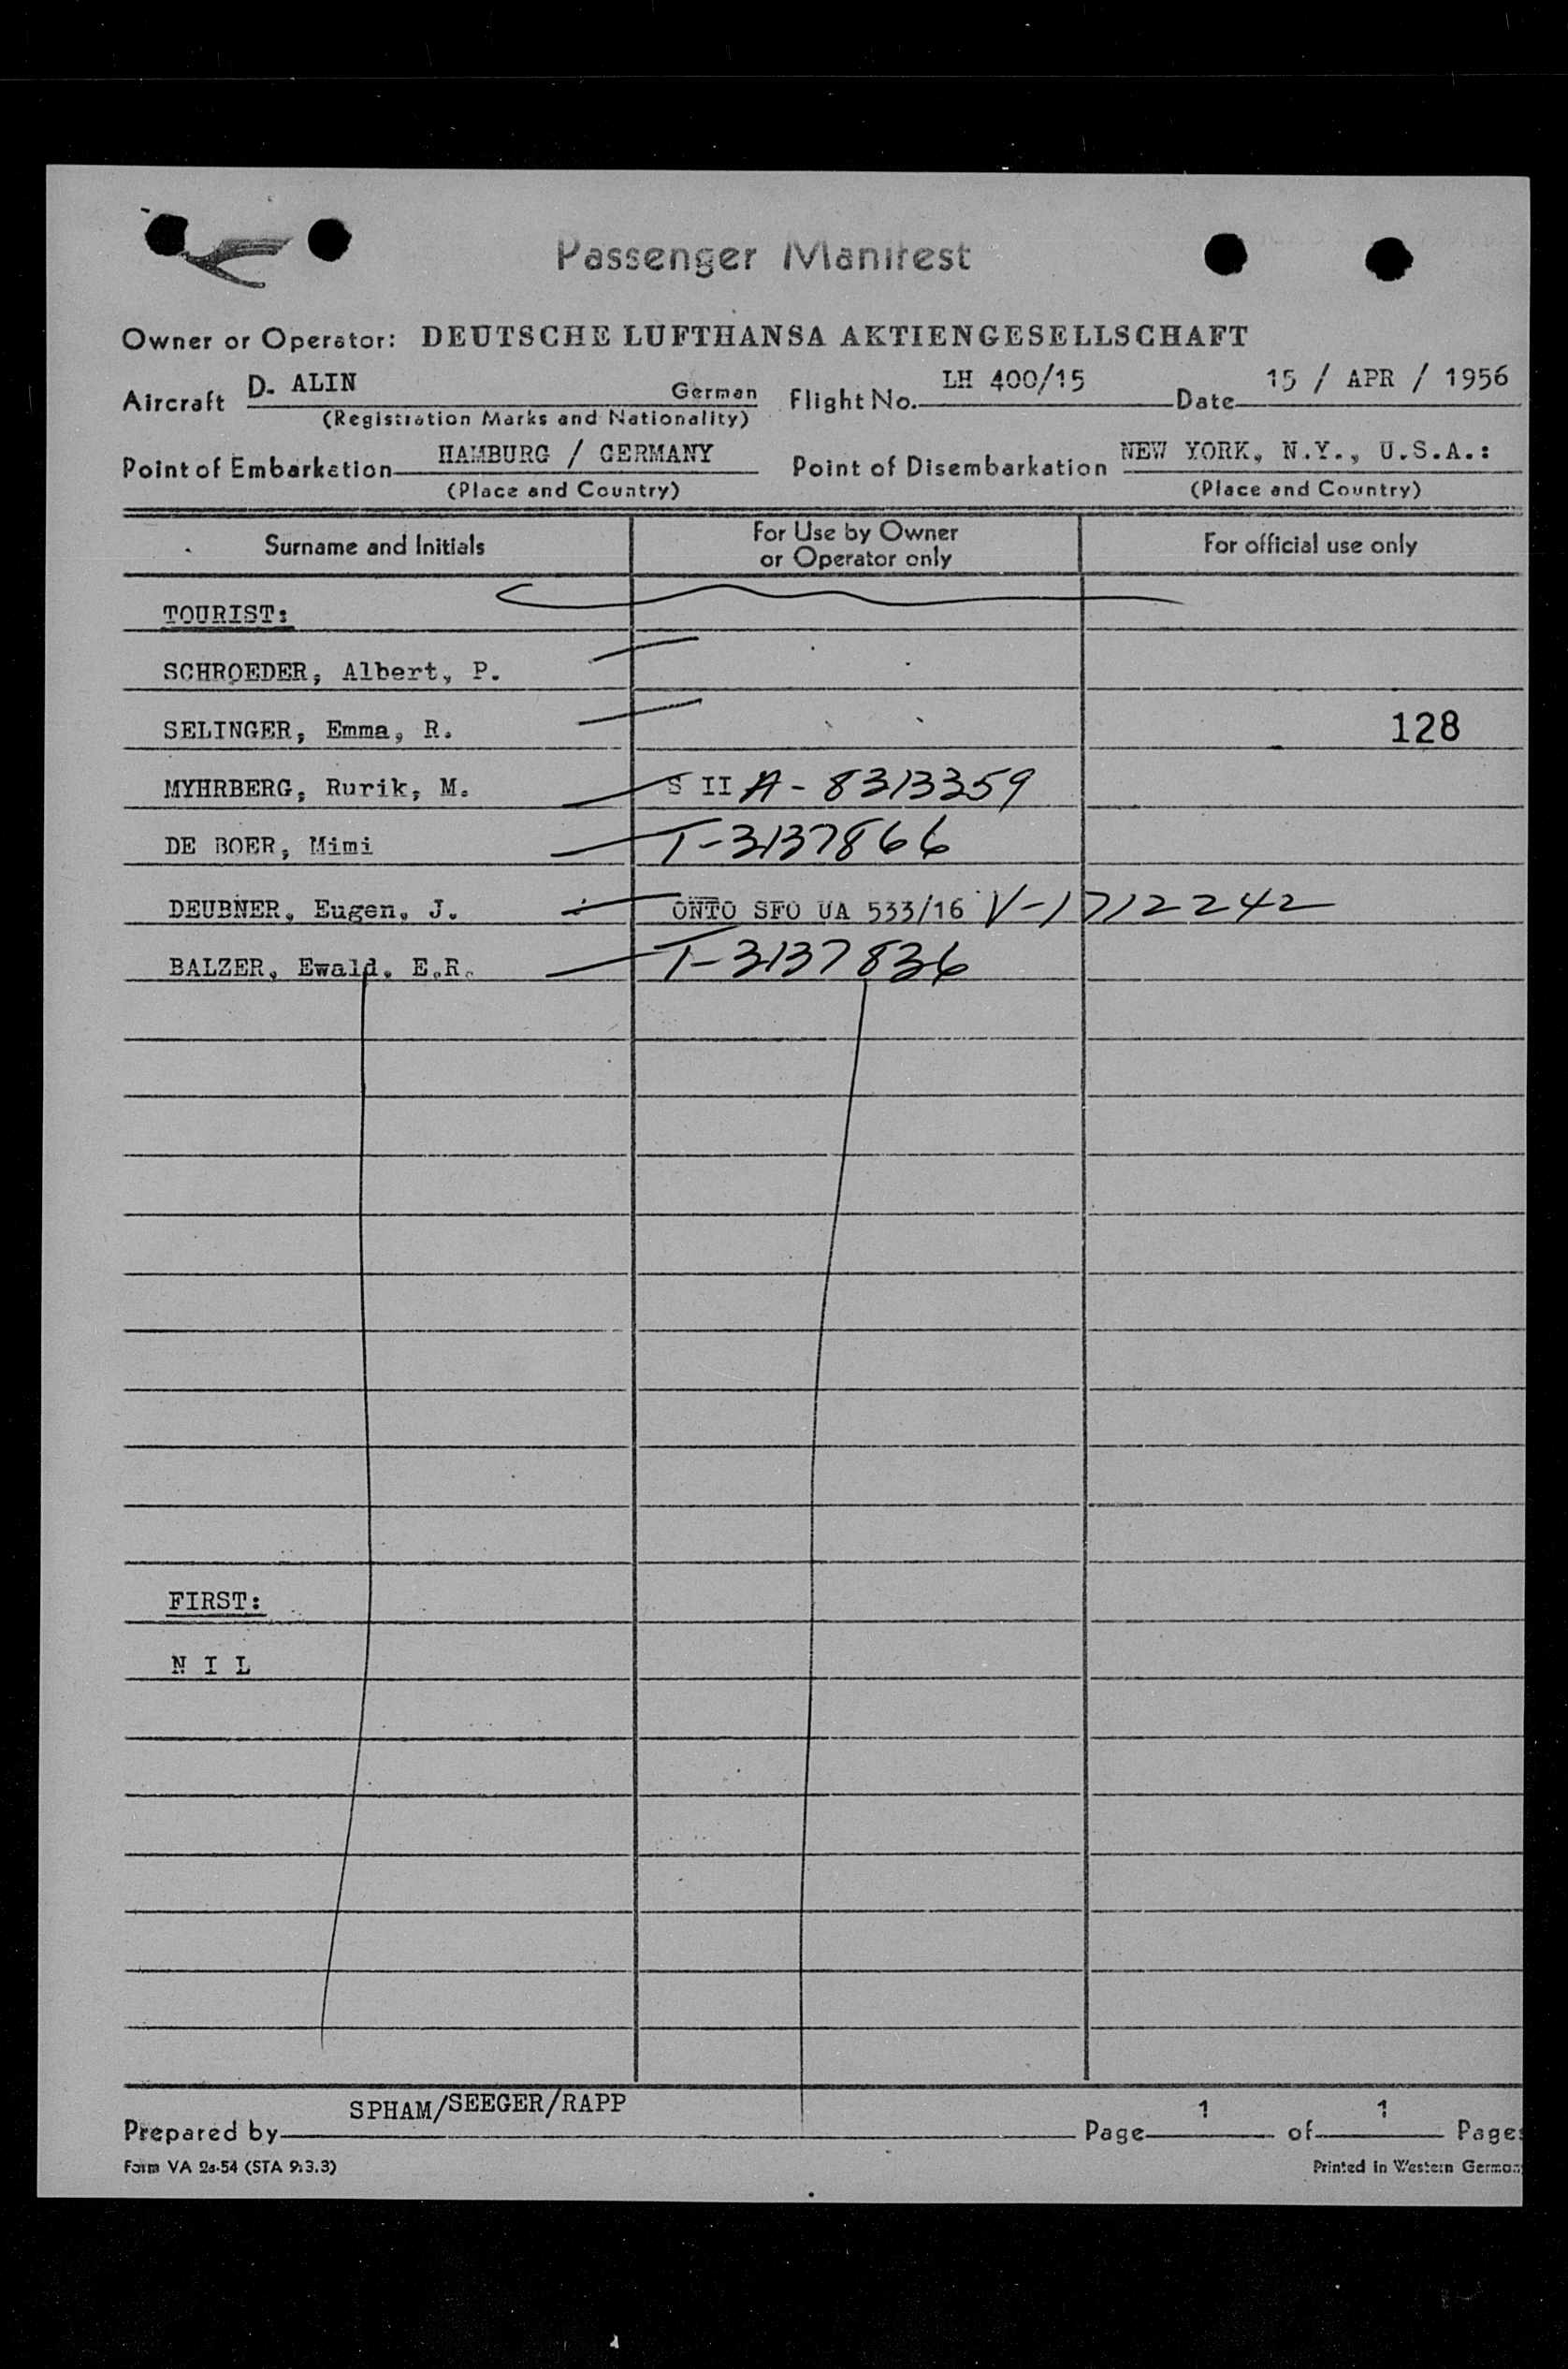 Passenger Manifest
Owner or Operator: DEUTSCHE LUFTHANSA AKTIENGESELLSCHAFT
Aircraft D- ALIN German Flight No. LH 400/15 Date 15 / APR / 1956
(Registration Marks and Nationality)
Point of Embarkation HAMBURG / GERMANY Point of Disembarkation NEW YORK, N.Y., U.S.A.:
(Place and Country) (Place and Country)
Surname and Initials For Use by Owner or Operator only For official use only
TOURIST:
SCHROEDER, Albert, P.
SELINGER, Emma, R. 128
MYHRBERG, Rurik, M. S II A-8313359
DE BOER, Mimi T-3137866
DEUBNER, Eugen, J. ONTO SFO UA 533/16 V-1712242
BALZER, Ewald, E.R. T-3137836
FIRST:
N I L
Prepared by SPHAM/SEEGER/RAPP Page 1 of 1 Page
Form VA 2a-54 (STA 9.3.3) Printed in Western German